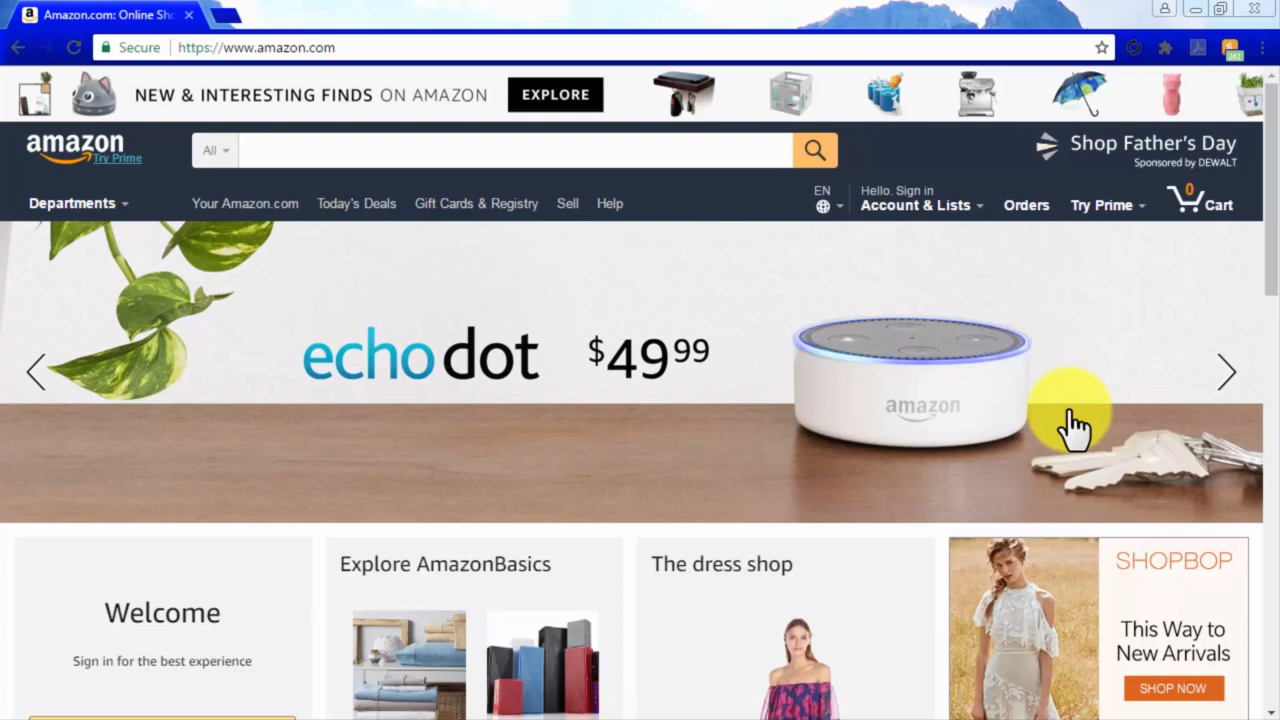 Amazon.com: Online Sho
Secure
https://www.amazon.com
341
NEW & INTERESTING FINDS ON AMAZON
EXPLORE
amazon
Try Prime
All
Shop Father's Day
Sponsored by DEWALT
Departments
Your Amazon.com
Today's Deals
Gift Cards & Registry
Sell
Help
EN
Hello. Sign in
Account & Lists
Orders
Try Prime
0
Cart
echo dot
$49 99
amazon
Welcome
Sign in for the best experience
Explore AmazonBasics
The dress shop
SHOPBOP
This Way to
New Arrivals
SHOP NOW